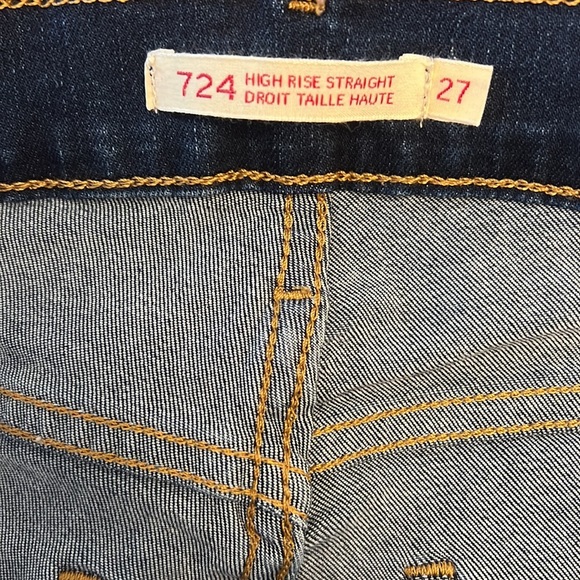 724 HIGH RISE STRAIGHT
DROIT TAILLE HAUTE
27